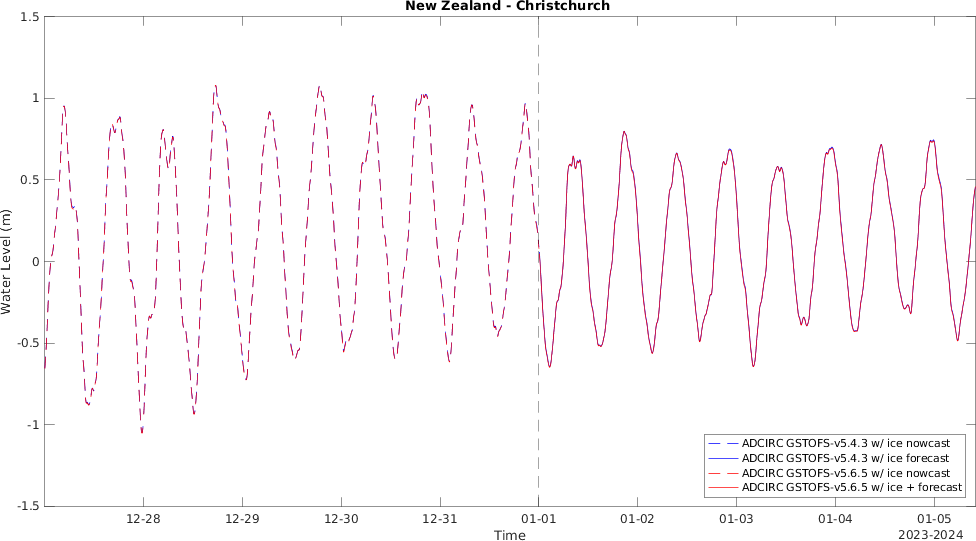 New Zealand - Christchurch
1.5
1
0.5
0
-0.5
-1
-1.5
Water Level (m)
12-28
12-29
12-30
12-31
01-01
01-02
01-03
01-04
01-05
2023-2024
Time
ADCIRC GSTOFS-v5.4.3 w/ ice nowcast
ADCIRC GSTOFS-v5.4.3 w/ ice forecast
ADCIRC GSTOFS-v5.6.5 w/ ice nowcast
ADCIRC GSTOFS-v5.6.5 w/ ice + forecast